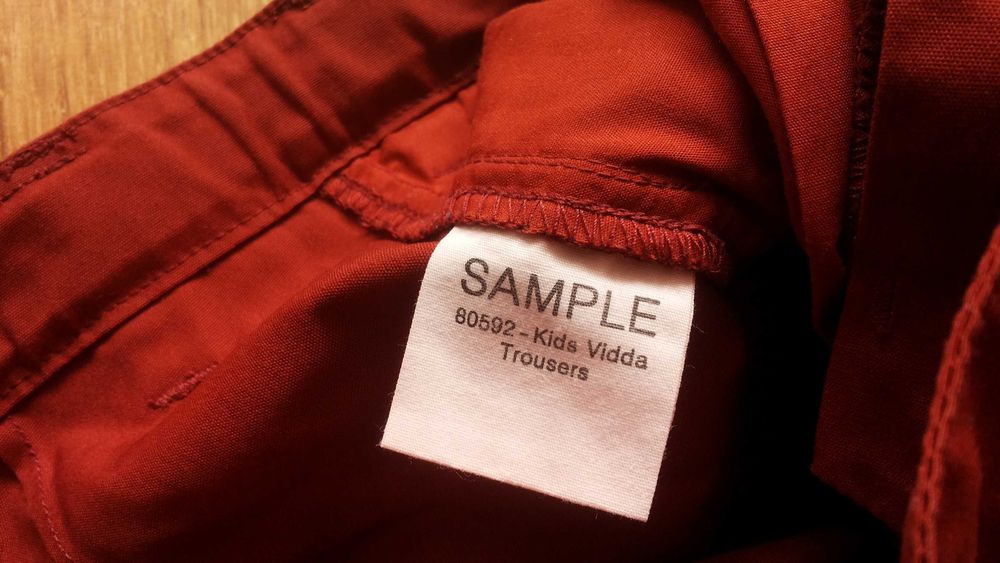 SAMPLE
80592 - Kids Vidda
Trousers